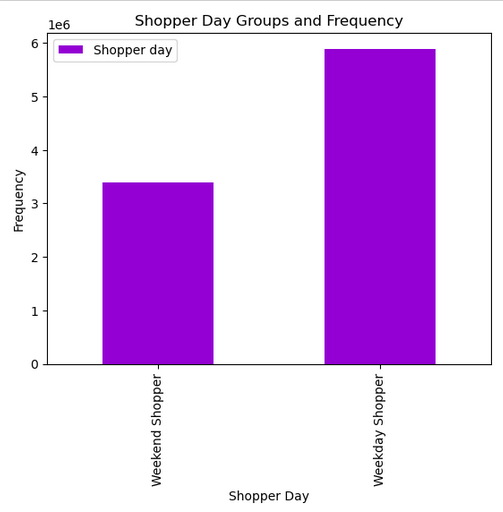 Shopper Day Groups and Frequency
1e6
Shopper day
6
5
4
3
2
1
0
Frequency
Weekend Shopper
Weekday Shopper
Shopper Day